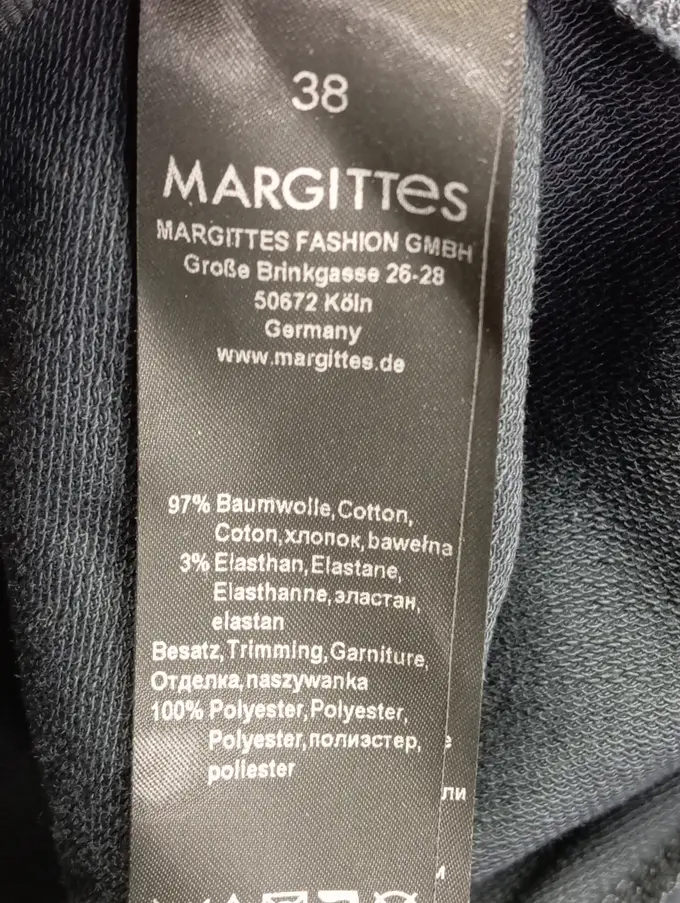 38
MARGITTes
MARGITTES FASHION GMBH
Große Brinkgasse 26-28
50672 Köln
Germany
www.margittes.de
97% Baumwolle,Cotton,
Coton,хлопок,bawełna
3% Elasthan,Elastane,
Elasthanne,эластан,
elastan
Besatz,Trimming,Garniture,
Отделка,naszywanka
100% Polyester,Polyester,
Polyester,полиэстер,
poliester